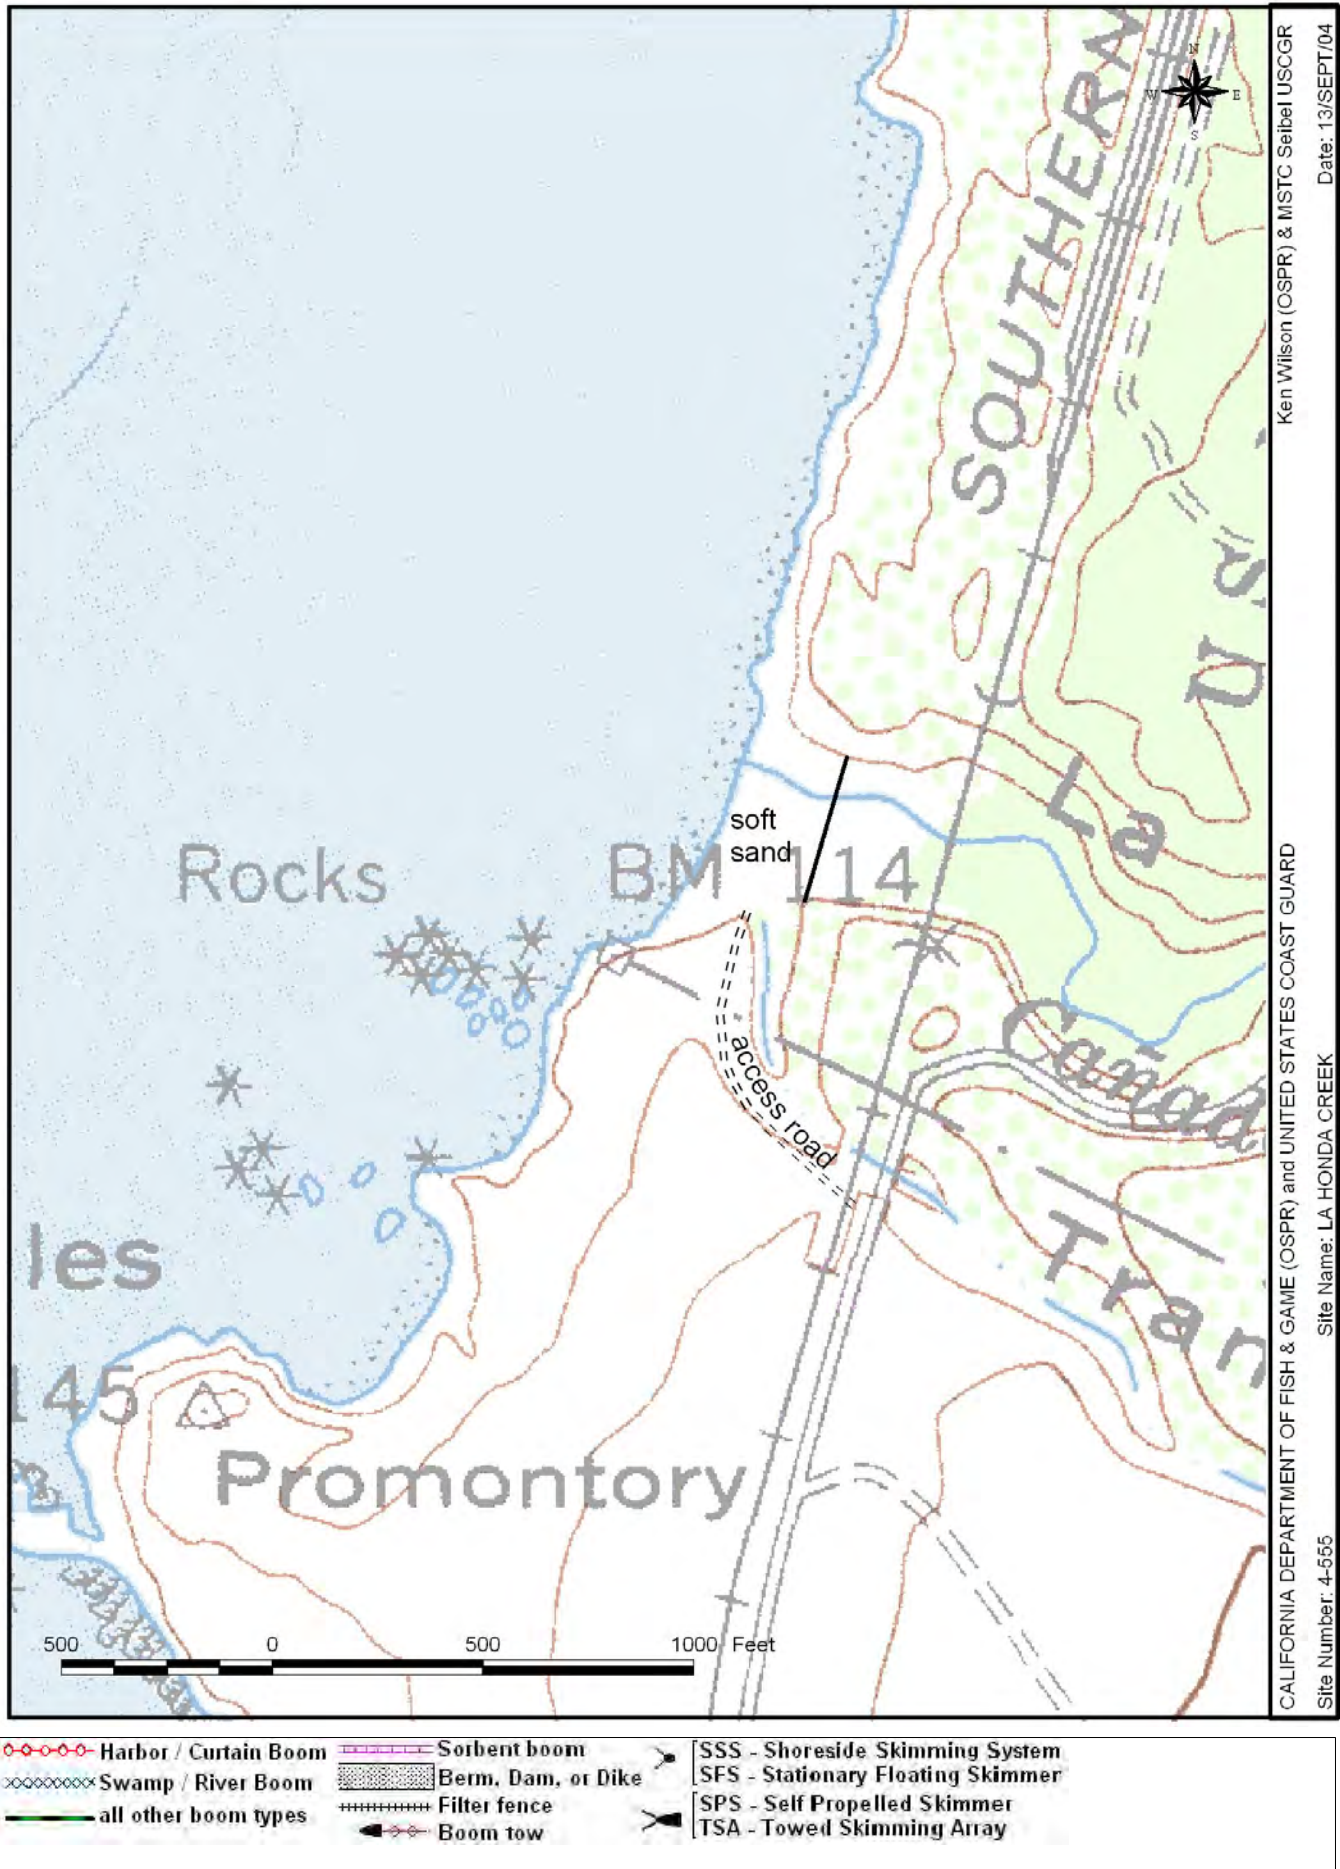 N
W E
S
SOUTHERN
US
La
soft
sand
Rocks
BM 114
Cañad
access road
Tran
les
145
Promontory
500 0 500 1000 Feet
CALIFORNIA DEPARTMENT OF FISH & GAME (OSPR) and UNITED STATES COAST GUARD
Ken Wilson (OSPR) & MSTC Seibel USCGR
Site Number: 4-555
Site Name: LA HONDA CREEK
Date: 13/SEPT/04
Harbor / Curtain Boom
Swamp / River Boom
all other boom types
Sorbent boom
Berm, Dam, or Dike
Filter fence
Boom tow
SSS - Shoreside Skimming System
SFS - Stationary Floating Skimmer
SPS - Self Propelled Skimmer
TSA - Towed Skimming Array